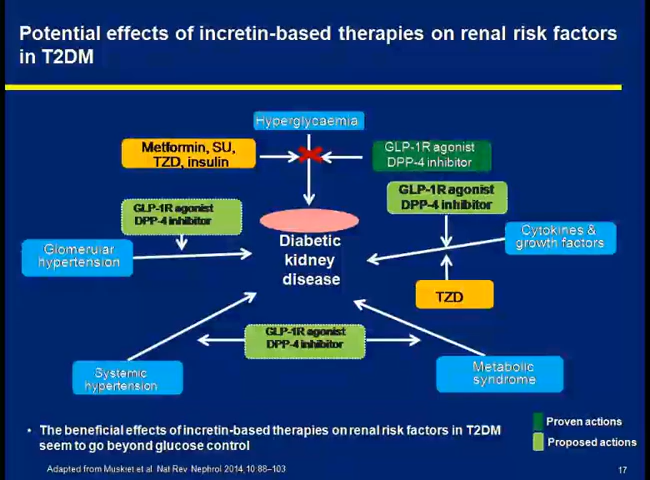 Potential effects of incretin-based therapies on renal risk factors
in T2DM
Hyperglycaemia
Metformin, SU,
TZD, insulin
GLP-1R agonist
DPP-4 inhibitor
GLP-1R agonist
DPP-4 inhibitor
GLP-1R agonist
DPP-4 inhibitor
Glomerular
hypertension
Diabetic
kidney
disease
Cytokines &
growth factors
TZD
GLP-1R agonist
DPP-4 inhibitor
Systemic
hypertension
Metabolic
syndrome
• The beneficial effects of incretin-based therapies on renal risk factors in T2DM
seem to go beyond glucose control
Proven actions
Proposed actions
Adapted from Muskiet et al. Nat Rev. Nephrol 2014;10:88–103
17